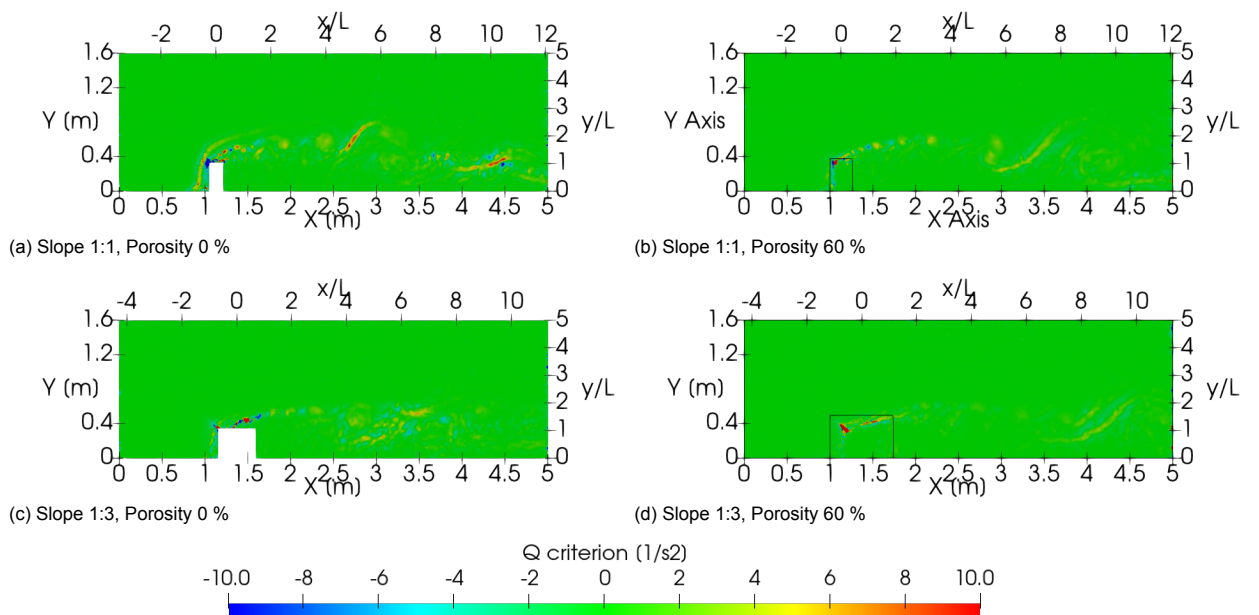 x/L x/L
-2 0 2 4 6 8 10 12 -2 0 2 4 6 8 10 12
1.6 5 1.6 5
4 4
1.2 1.2
3 3
Y (m) y/L Y Axis y/L
2 2
0.4 0.4
1 1
0 0 0 0
0 0.5 1 1.5 2 2.5 3 3.5 4 4.5 5 0 0.5 1 1.5 2 2.5 3 3.5 4 4.5 5
X (m) X Axis
(a) Slope 1:1, Porosity 0 % (b) Slope 1:1, Porosity 60 %
x/L x/L
-4 -2 0 2 4 6 8 10 -4 -2 0 2 4 6 8 10
1.6 5 1.6 5
4 4
1.2 1.2
3 3
Y (m) y/L Y (m) y/L
2 2
0.4 0.4
1 1
0 0 0 0
0 0.5 1 1.5 2 2.5 3 3.5 4 4.5 5 0 0.5 1 1.5 2 2.5 3 3.5 4 4.5 5
X (m) X (m)
(c) Slope 1:3, Porosity 0 % (d) Slope 1:3, Porosity 60 %
Q criterion (1/s2)
-10.0 -8 -6 -4 -2 0 2 4 6 8 10.0